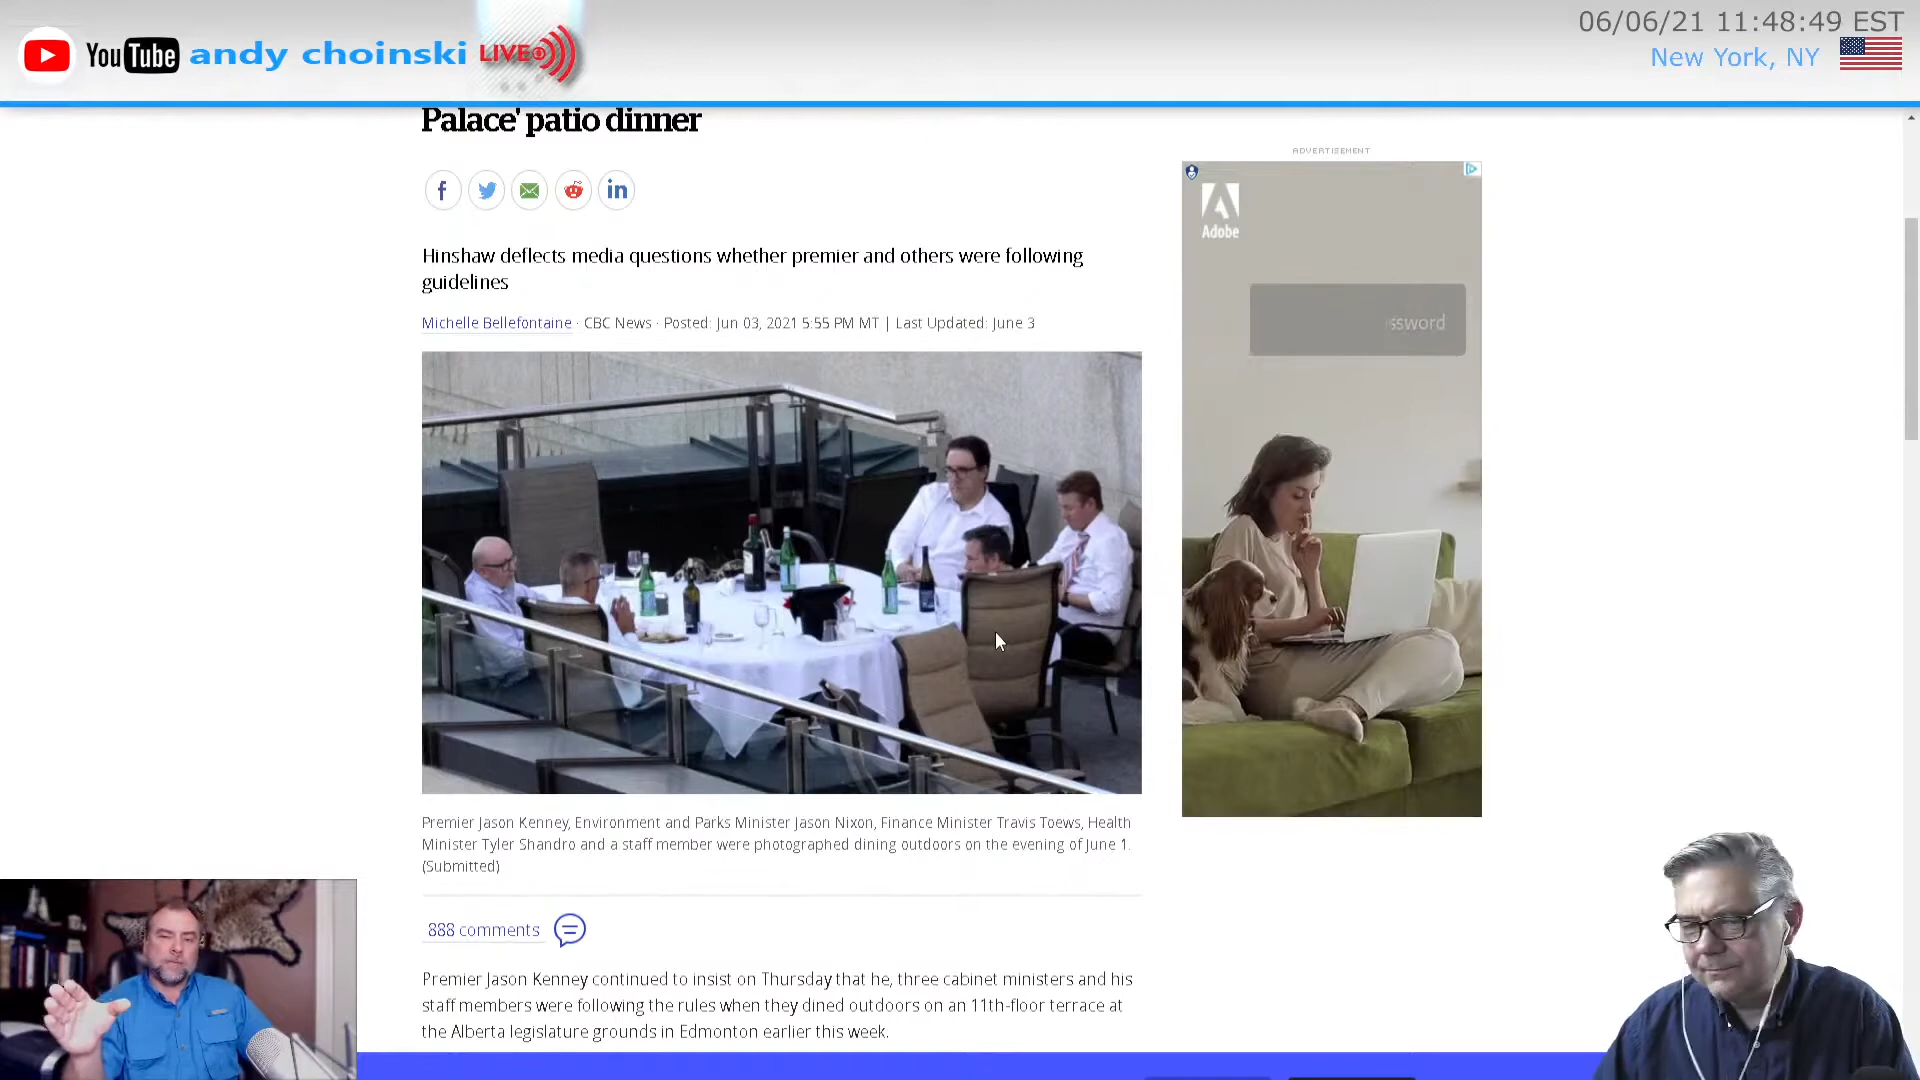 YouTube andy choinski LIVE
06/06/21 11:48:49 EST
New York, NY
Palace' patio dinner
ADVERTISEMENT
Adobe
ssword
Hinshaw deflects media questions whether premier and others were following
guidelines
Michelle Bellefontaine · CBC News · Posted: Jun 03, 2021 5:55 PM MT | Last Updated: June 3
Premier Jason Kenney, Environment and Parks Minister Jason Nixon, Finance Minister Travis Toews, Health
Minister Tyler Shandro and a staff member were photographed dining outdoors on the evening of June 1.
(Submitted)
888 comments
Premier Jason Kenney continued to insist on Thursday that he, three cabinet ministers and his
staff members were following the rules when they dined outdoors on an 11th-floor terrace at
the Alberta legislature grounds in Edmonton earlier this week.